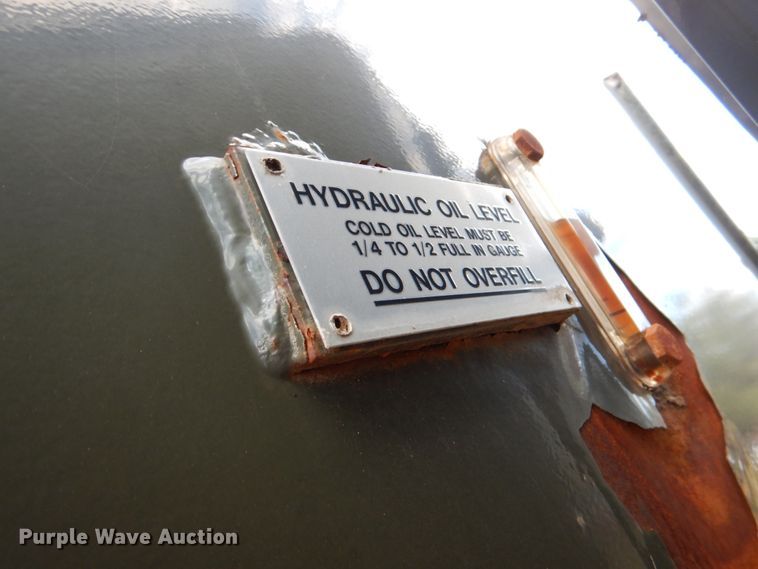 HYDRAULIC OIL LEVEL
COLD OIL LEVEL MUST BE
1/4 TO 1/2 FULL IN GAUGE
DO NOT OVERFILL
Purple Wave Auction